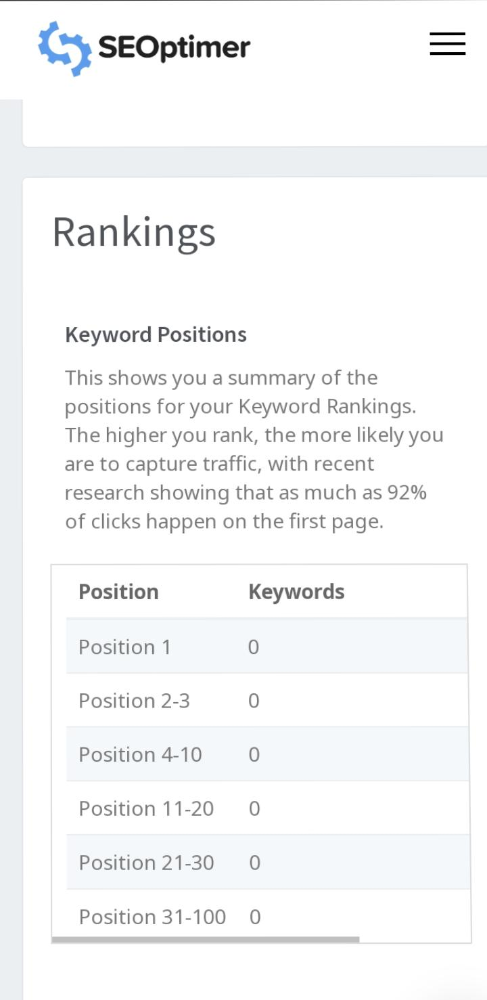 SEOptimer
Rankings
Keyword Positions
This shows you a summary of the
positions for your Keyword Rankings.
The higher you rank, the more likely you
are to capture traffic, with recent
research showing that as much as 92%
of clicks happen on the first page.
Position Keywords
Position 1 0
Position 2-3 0
Position 4-10 0
Position 11-20 0
Position 21-30 0
Position 31-100 0